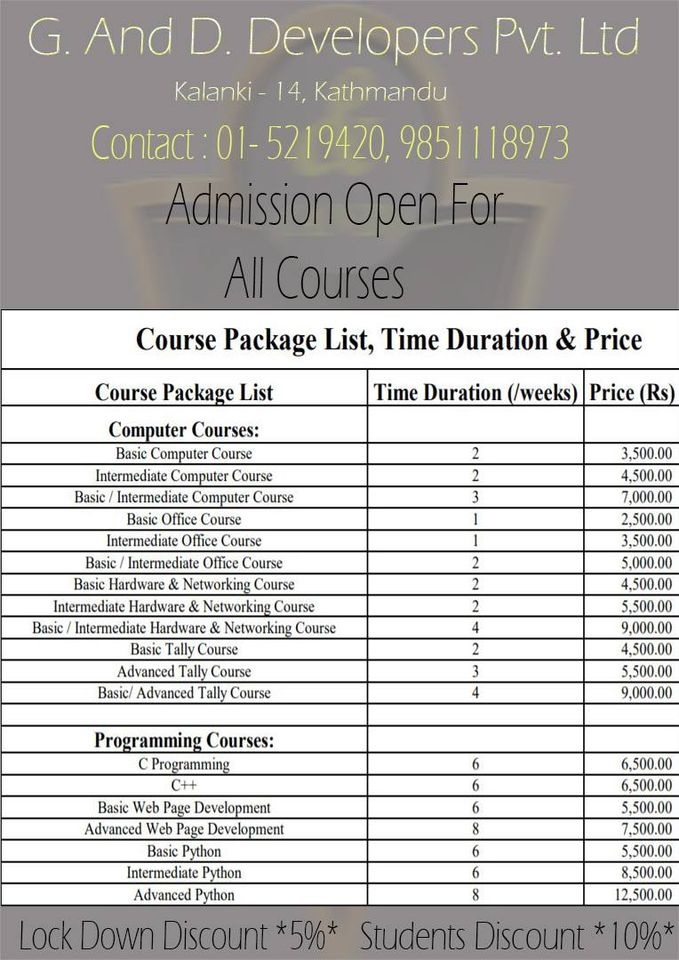 G. And D. Developers Pvt. Ltd
Kalanki - 14, Kathmandu
Contact : 01- 5219420, 9851118973
Admission Open For
All Courses
Course Package List, Time Duration & Price
Course Package List Time Duration (/weeks) Price (Rs)
Computer Courses:
Basic Computer Course 2 3,500.00
Intermediate Computer Course 2 4,500.00
Basic / Intermediate Computer Course 3 7,000.00
Basic Office Course 1 2,500.00
Intermediate Office Course 1 3,500.00
Basic / Intermediate Office Course 2 5,000.00
Basic Hardware & Networking Course 2 4,500.00
Intermediate Hardware & Networking Course 2 5,500.00
Basic / Intermediate Hardware & Networking Course 4 9,000.00
Basic Tally Course 2 4,500.00
Advanced Tally Course 3 5,500.00
Basic/ Advanced Tally Course 4 9,000.00
Programming Courses:
C Programming 6 6,500.00
C++ 6 6,500.00
Basic Web Page Development 6 5,500.00
Advanced Web Page Development 8 7,500.00
Basic Python 6 5,500.00
Intermediate Python 6 8,500.00
Advanced Python 8 12,500.00
Lock Down Discount *5%* Students Discount *10%*